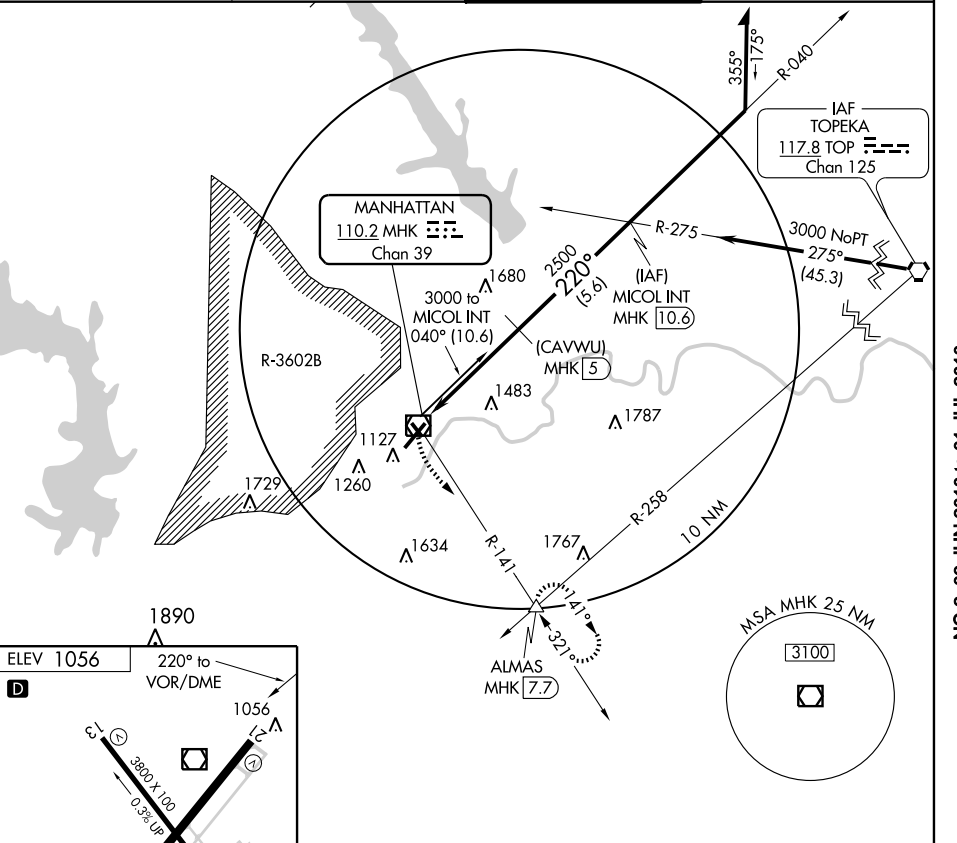 355°
←175°
R-040
IAF
TOPEKA
117.8 TOP
Chan 125
MANHATTAN
110.2 MHK
Chan 39
R-275
3000 NoPT
275°
(45.3)
2500
220°
(5.6)
(IAF)
MICOL INT
MHK 10.6
1680
3000 to
MICOL INT
040° (10.6)
(CAVWU)
MHK 5
R-3602B
1483
1787
1127
1260
1729
1634
R-141
1767
R-258
10 NM
141°
321°
ALMAS
MHK 7.7
MSA MHK 25 NM
3100
1890
ELEV 1056
D
220° to
VOR/DME
1056
13
V
21
V
3800 X 100
0.3% UP